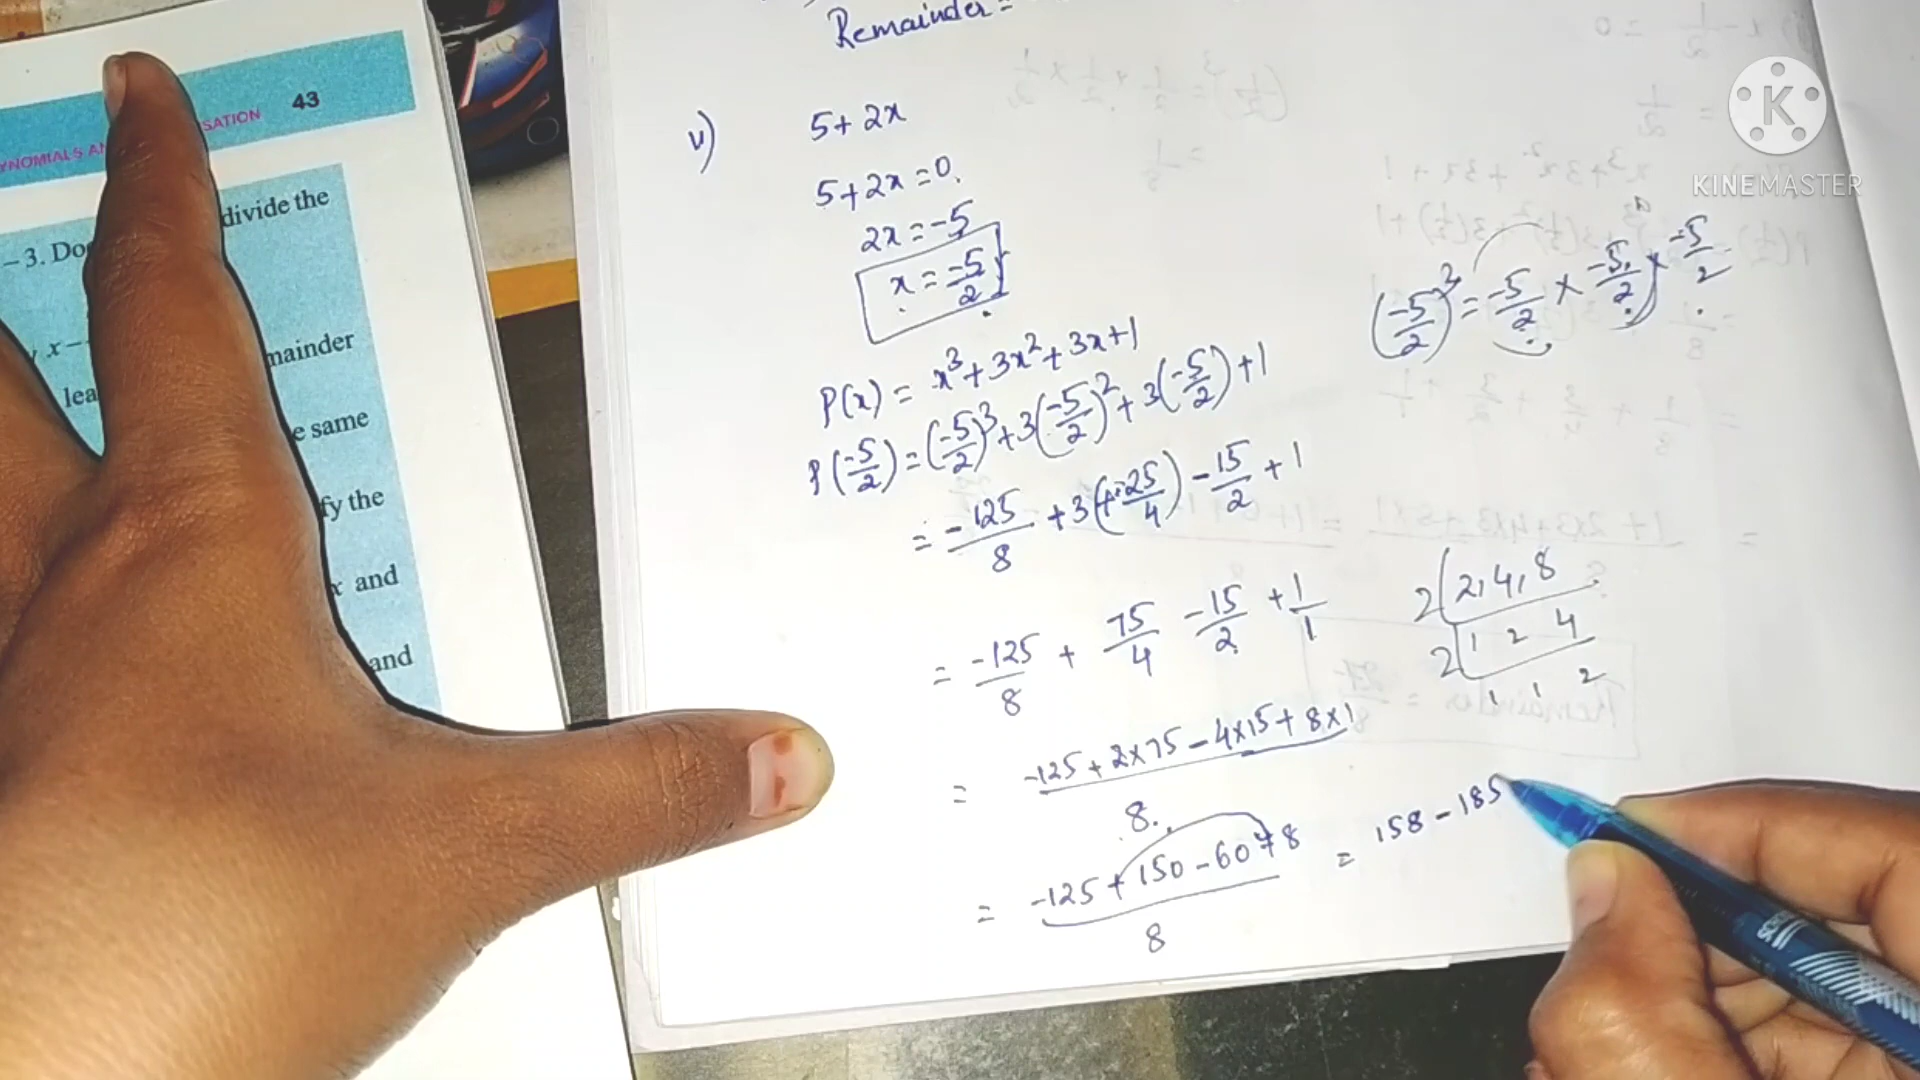 Remainder =
43
YNOMIALS AN SATION
divide the
– 3. Do
x –
mainder
lea
e same
fy the
x and
and
K
KINEMASTER
v) 5 + 2x
5 + 2x = 0.
2x = -5
x = -5/2
P(x) = x³ + 3x² + 3x + 1
P(-5/2) = (-5/2)³ + 3(-5/2)² + 3(-5/2) + 1
= -125/8 + 3(+25/4) - 15/2 + 1
= -125/8 + 75/4 - 15/2 + 1/1
= -125 + 2×75 - 4×15 + 8×1 / 8
= -125 + 150 - 60 + 8 / 8 = 158 - 185
= -5/2 × -5/2 × -5/2
2 | 2, 4, 8
2 | 1 2 4
1 1 2